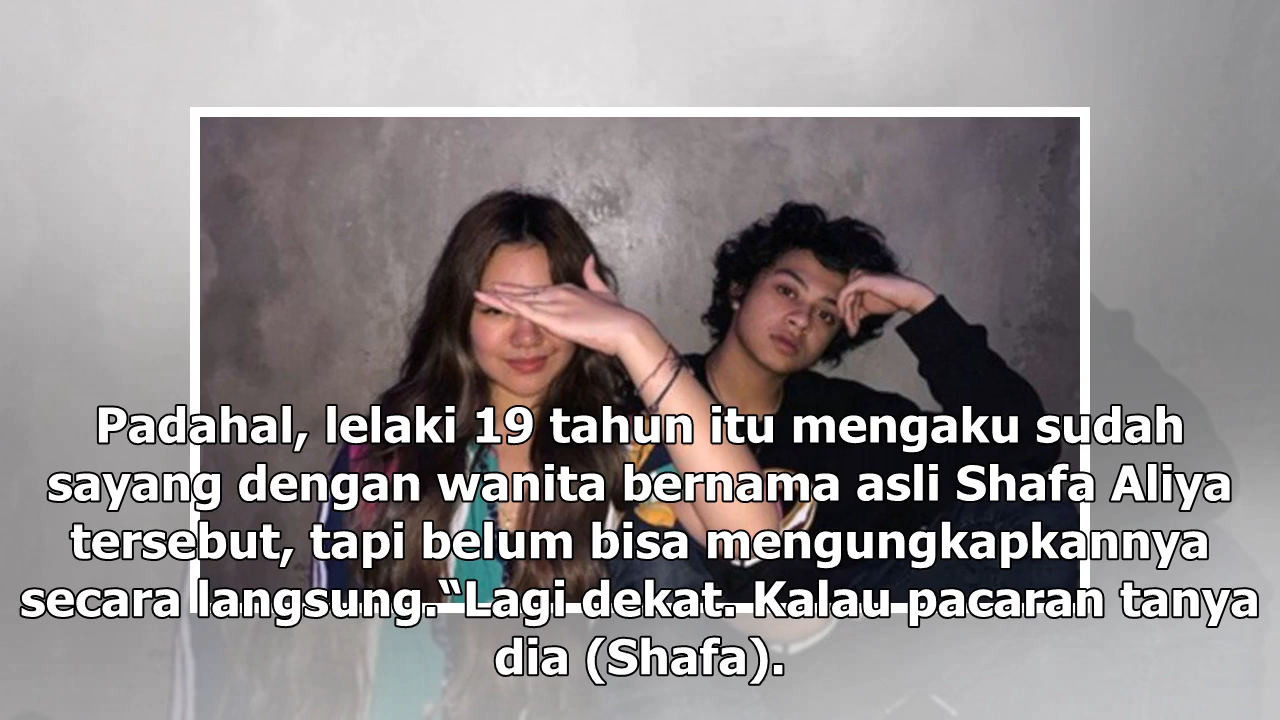 Padahal, lelaki 19 tahun itu mengaku sudah
sayang dengan wanita bernama asli Shafa Aliya
tersebut, tapi belum bisa mengungkapkannya
secara langsung.“Lagi dekat. Kalau pacaran tanya
dia (Shafa).